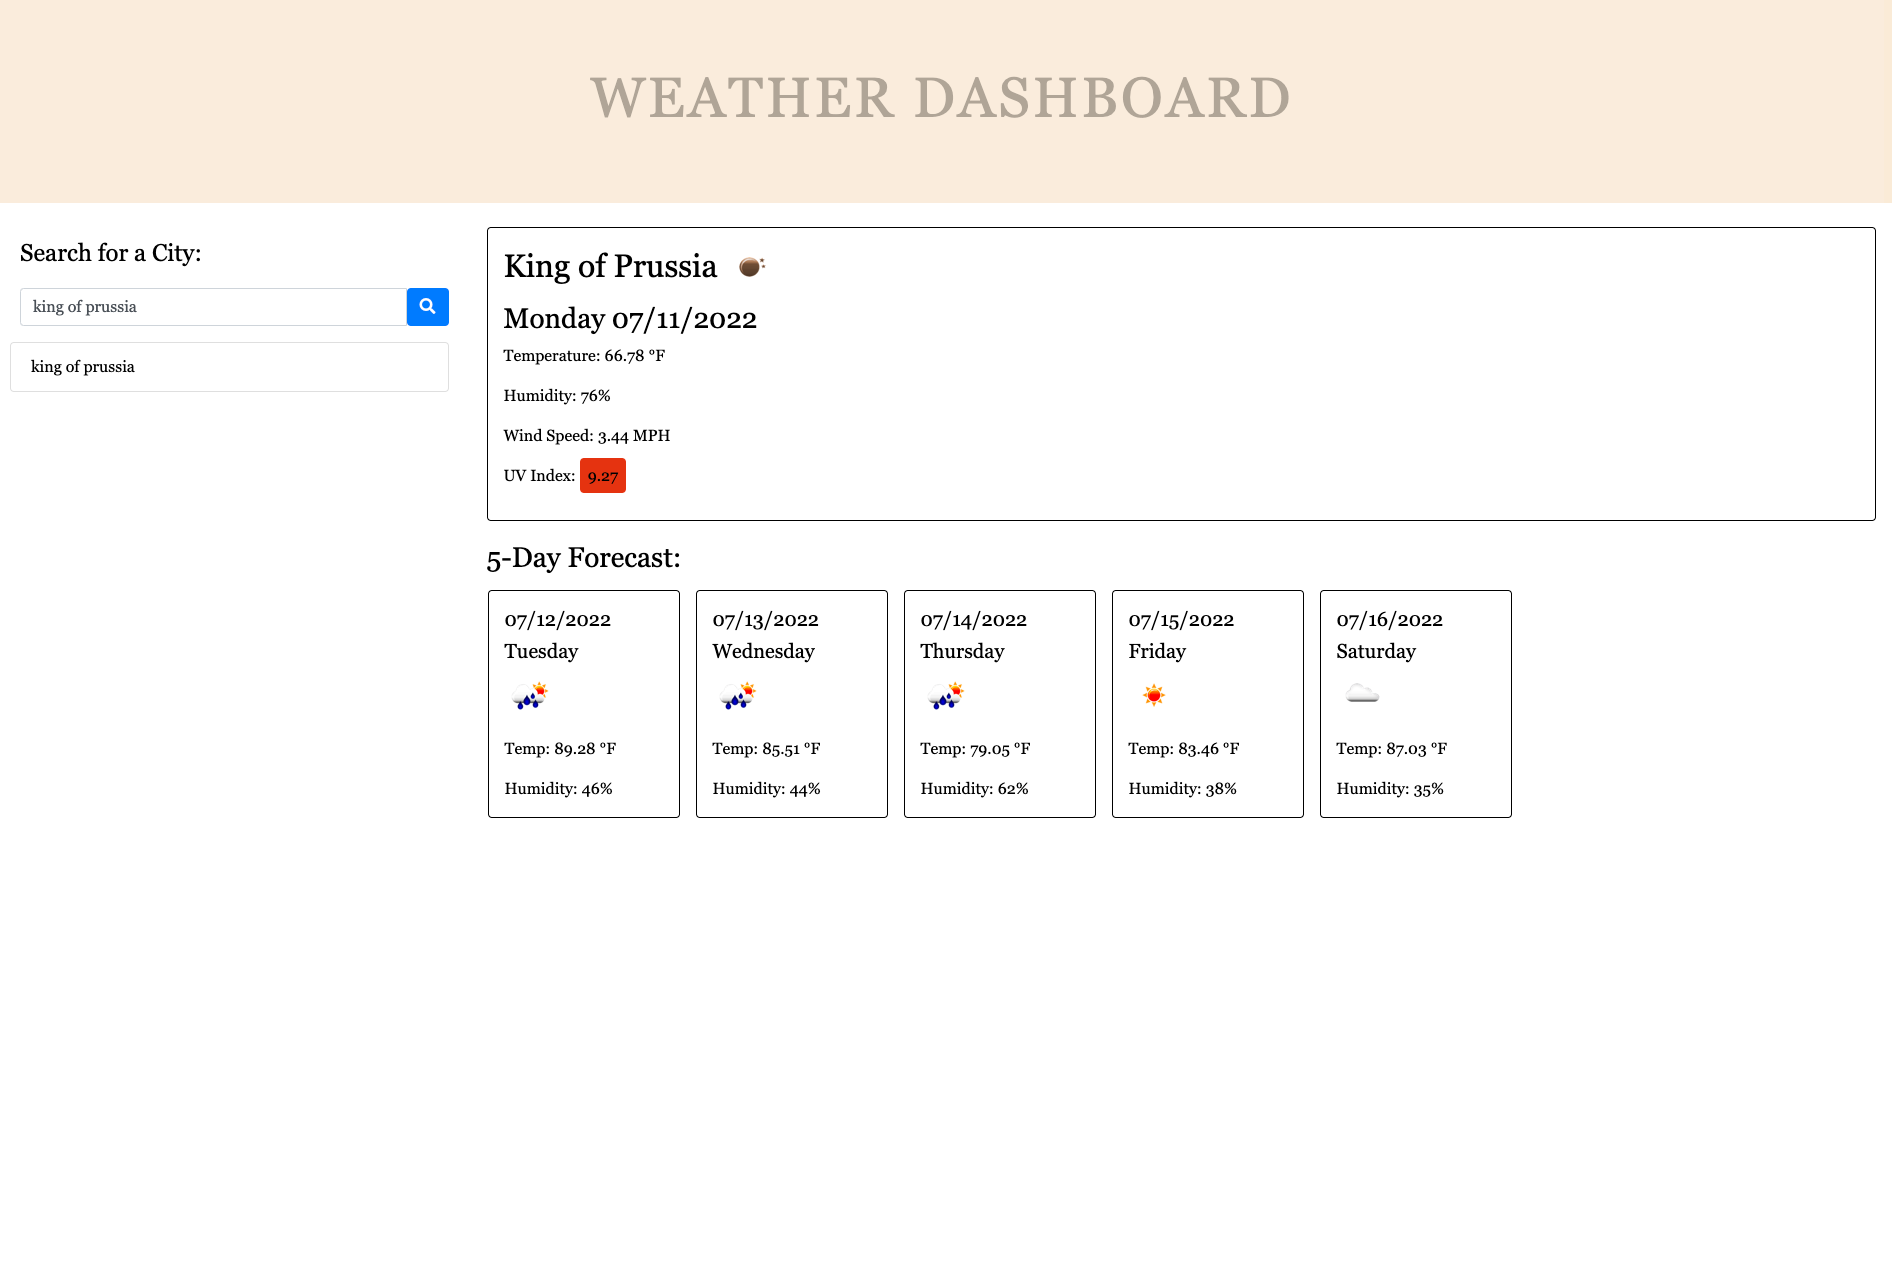 WEATHER DASHBOARD
Search for a City:
king of prussia
king of prussia
King of Prussia
Monday 07/11/2022
Temperature: 66.78 °F
Humidity: 76%
Wind Speed: 3.44 MPH
UV Index: 9.27
5-Day Forecast:
07/12/2022
Tuesday
Temp: 89.28 °F
Humidity: 46%
07/13/2022
Wednesday
Temp: 85.51 °F
Humidity: 44%
07/14/2022
Thursday
Temp: 79.05 °F
Humidity: 62%
07/15/2022
Friday
Temp: 83.46 °F
Humidity: 38%
07/16/2022
Saturday
Temp: 87.03 °F
Humidity: 35%